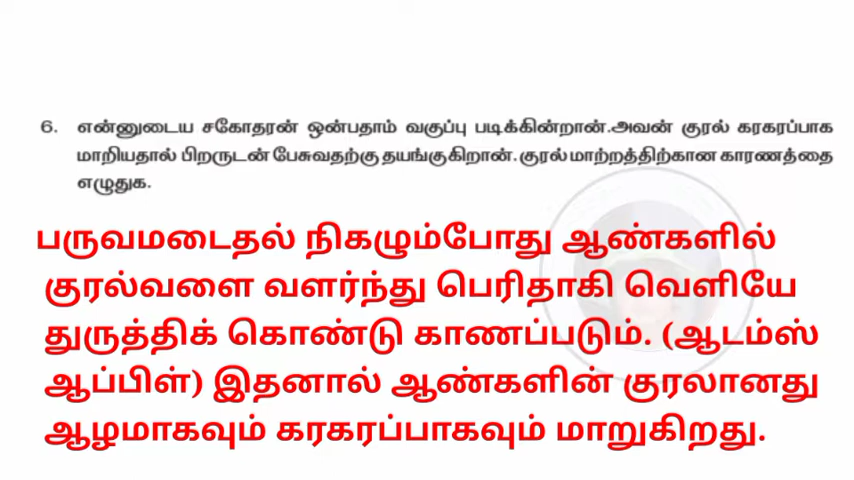 6. என்னுடைய சகோதரன் ஒன்பதாம் வகுப்பு படிக்கின்றான்.அவன் குரல் கரகரப்பாக
மாறியதால் பிறருடன் பேசுவதற்கு தயங்குகிறான். குரல் மாற்றத்திற்கான காரணத்தை
எழுதுக.
பருவமடைதல் நிகழும்போது ஆண்களில்
குரல்வளை வளர்ந்து பெரிதாகி வெளியே
துருத்திக் கொண்டு காணப்படும். (ஆடம்ஸ்
ஆப்பிள்) இதனால் ஆண்களின் குரலானது
ஆழமாகவும் கரகரப்பாகவும் மாறுகிறது.